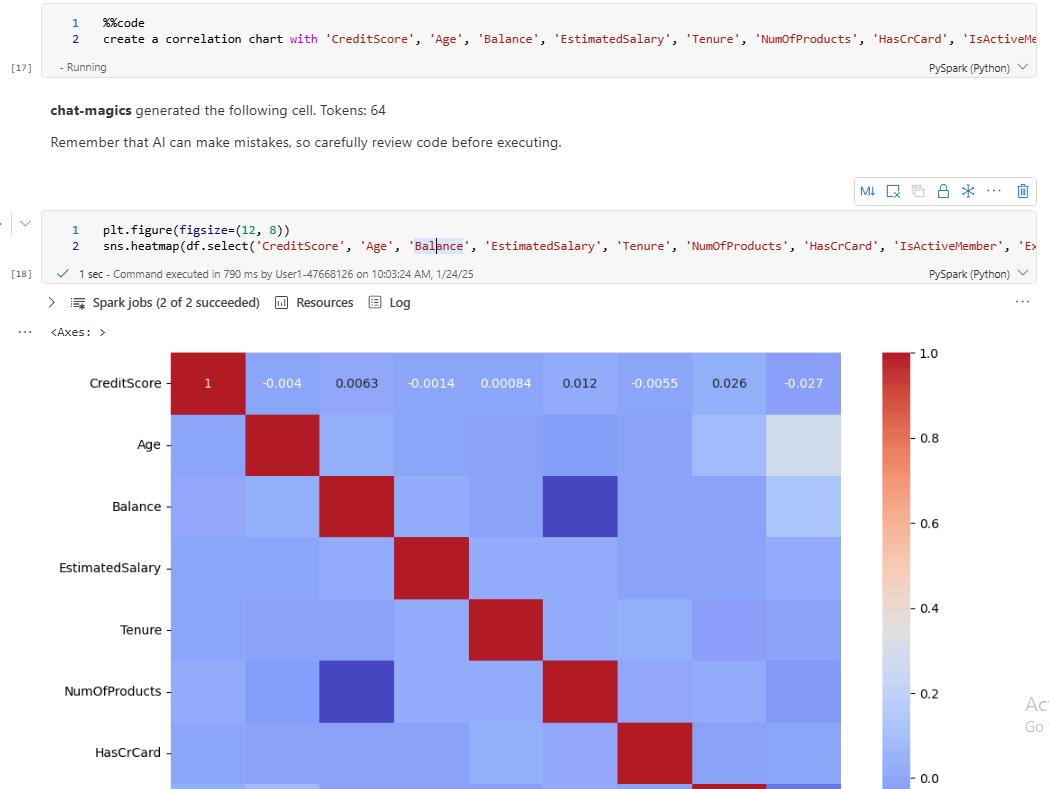 1 %%code
2 create a correlation chart with 'CreditScore', 'Age', 'Balance', 'EstimatedSalary', 'Tenure', 'NumOfProducts', 'HasCrCard', 'IsActiveMe
[17] - Running PySpark (Python)
chat-magics generated the following cell. Tokens: 64
Remember that AI can make mistakes, so carefully review code before executing.
M↓ ···
1 plt.figure(figsize=(12, 8))
2 sns.heatmap(df.select('CreditScore', 'Age', 'Balance', 'EstimatedSalary', 'Tenure', 'NumOfProducts', 'HasCrCard', 'IsActiveMember', 'Ex
[18] 1 sec - Command executed in 790 ms by User1-47668126 on 10:03:24 AM, 1/24/25 PySpark (Python)
Spark jobs (2 of 2 succeeded) Resources Log ···
··· <Axes: >
CreditScore 1 -0.004 0.0063 -0.0014 0.00084 0.012 -0.0055 0.026 -0.027
Age
Balance
EstimatedSalary
Tenure
NumOfProducts
HasCrCard
1.0
0.8
0.6
0.4
0.2
0.0
Go